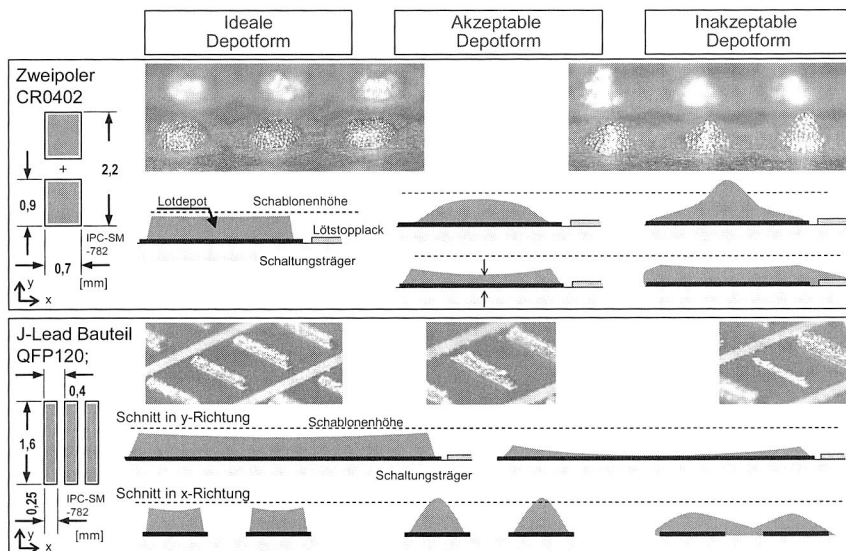 Ideale
Depotform
Akzeptable
Depotform
Inakzeptable
Depotform
Zweipoler
CR0402
+
2,2
0,9
0,7
IPC-SM
-782
[mm]
y
x
Lotdepot
Schablonenhöhe
Lötstopplack
Schaltungsträger
J-Lead Bauteil
QFP120;
0,4
1,6
0,25
IPC-SM
-782
[mm]
y
x
Schnitt in y-Richtung
Schablonenhöhe
Schaltungsträger
Schnitt in x-Richtung